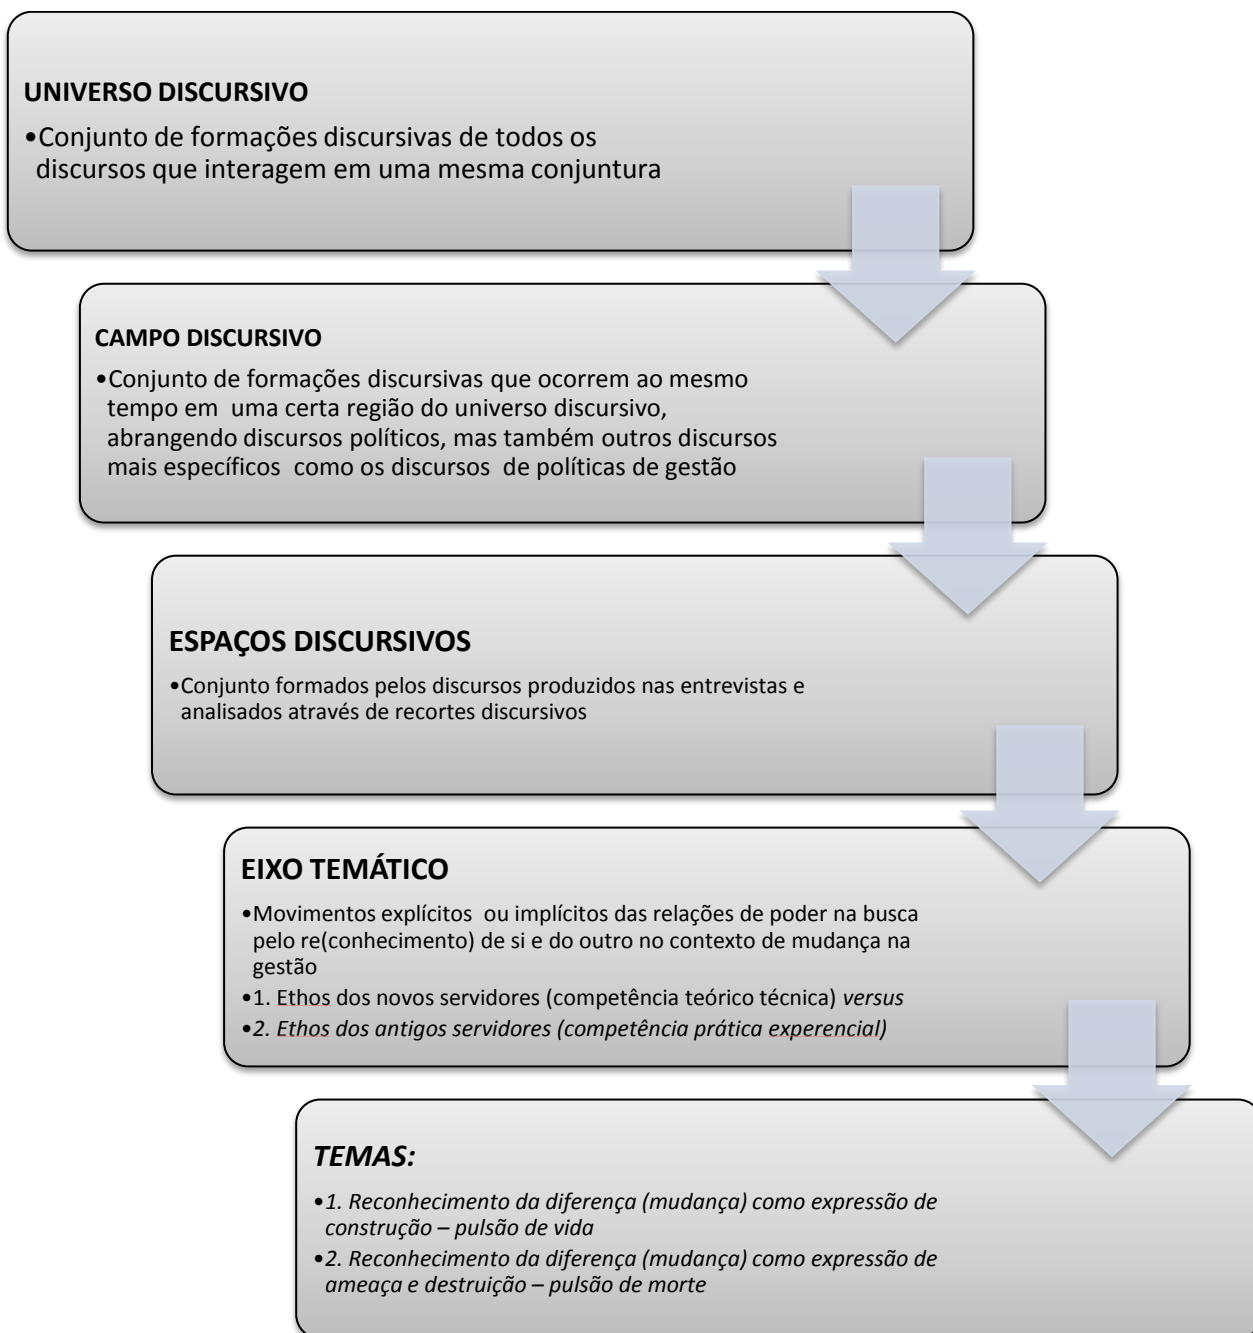 UNIVERSO DISCURSIVO
•Conjunto de formações discursivas de todos os
discursos que interagem em uma mesma conjuntura
CAMPO DISCURSIVO
•Conjunto de formações discursivas que ocorrem ao mesmo
tempo em uma certa região do universo discursivo,
abrangendo discursos políticos, mas também outros discursos
mais específicos como os discursos de políticas de gestão
ESPAÇOS DISCURSIVOS
•Conjunto formados pelos discursos produzidos nas entrevistas e
analisados através de recortes discursivos
EIXO TEMÁTICO
•Movimentos explícitos ou implícitos das relações de poder na busca
pelo re(conhecimento) de si e do outro no contexto de mudança na
gestão
•1. Ethos dos novos servidores (competência teórico técnica) versus
•2. Ethos dos antigos servidores (competência prática experencial)
TEMAS:
•1. Reconhecimento da diferença (mudança) como expressão de
construção – pulsão de vida
•2. Reconhecimento da diferença (mudança) como expressão de
ameaça e destruição – pulsão de morte